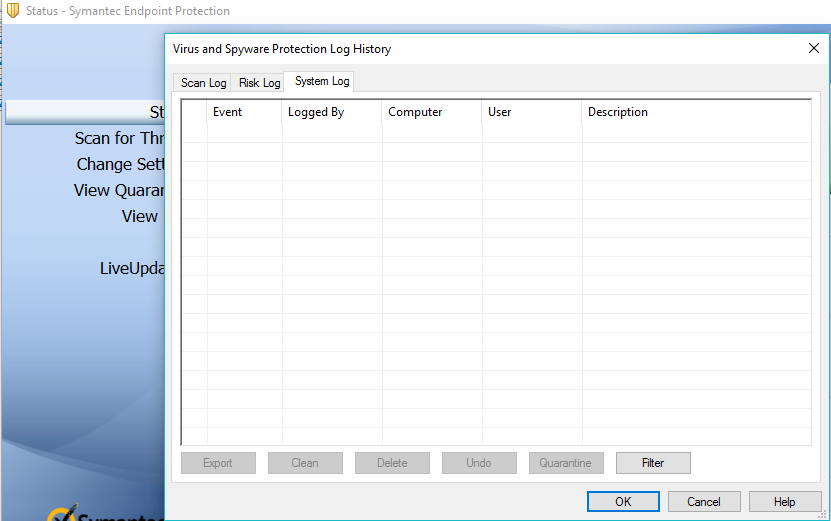 Status - Symantec Endpoint Protection
Virus and Spyware Protection Log History
Scan Log Risk Log System Log
Event Logged By Computer User Description
St
Scan for Thr
Change Sett
View Quarar
View
LiveUpda
Export Clean Delete Undo Quarantine Filter
OK Cancel Help
Symantec